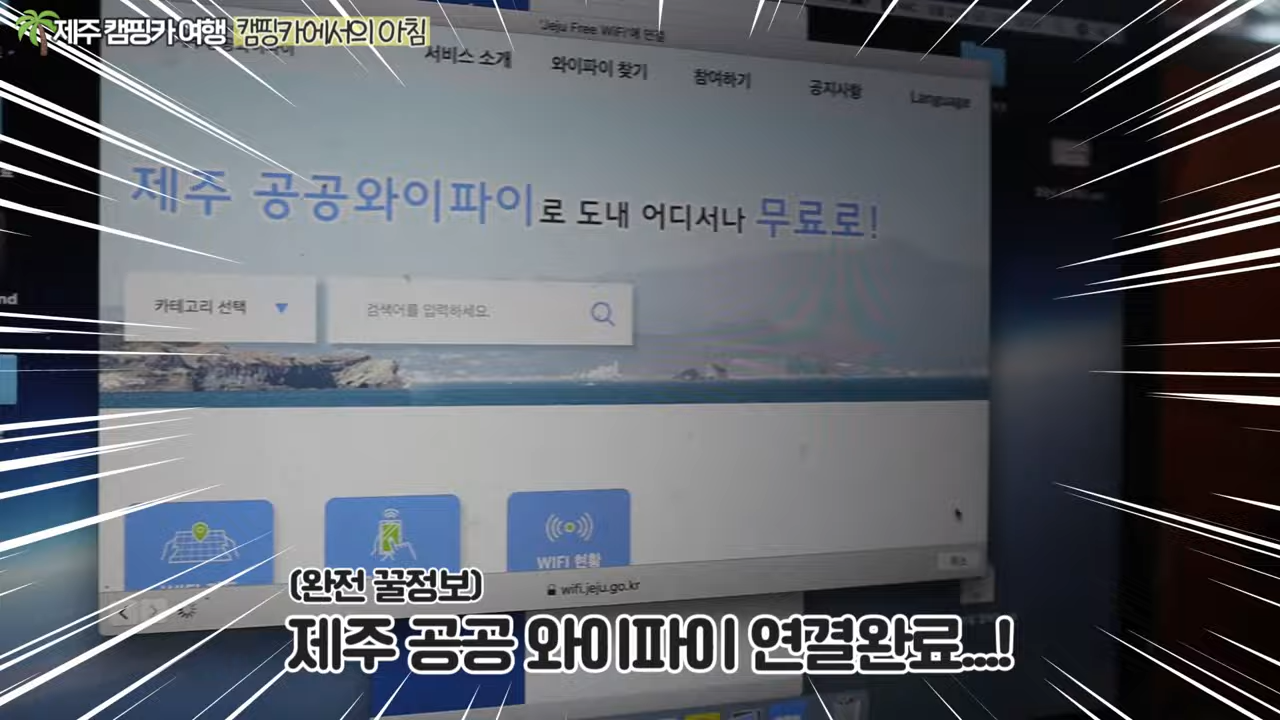 제주 캠핑카 여행 캠핑카에서의 아침
'Jeju Free WiFi'에 연결
서비스 소개 와이파이 찾기 참여하기 공지사항 Language
제주 공공와이파이로 도내 어디서나 무료로!
카테고리 선택 검색어를 입력하세요.
WIFI 현황
취소
wifi.jeju.go.kr
(완전 꿀정보)
제주 공공 와이파이 연결완료...!